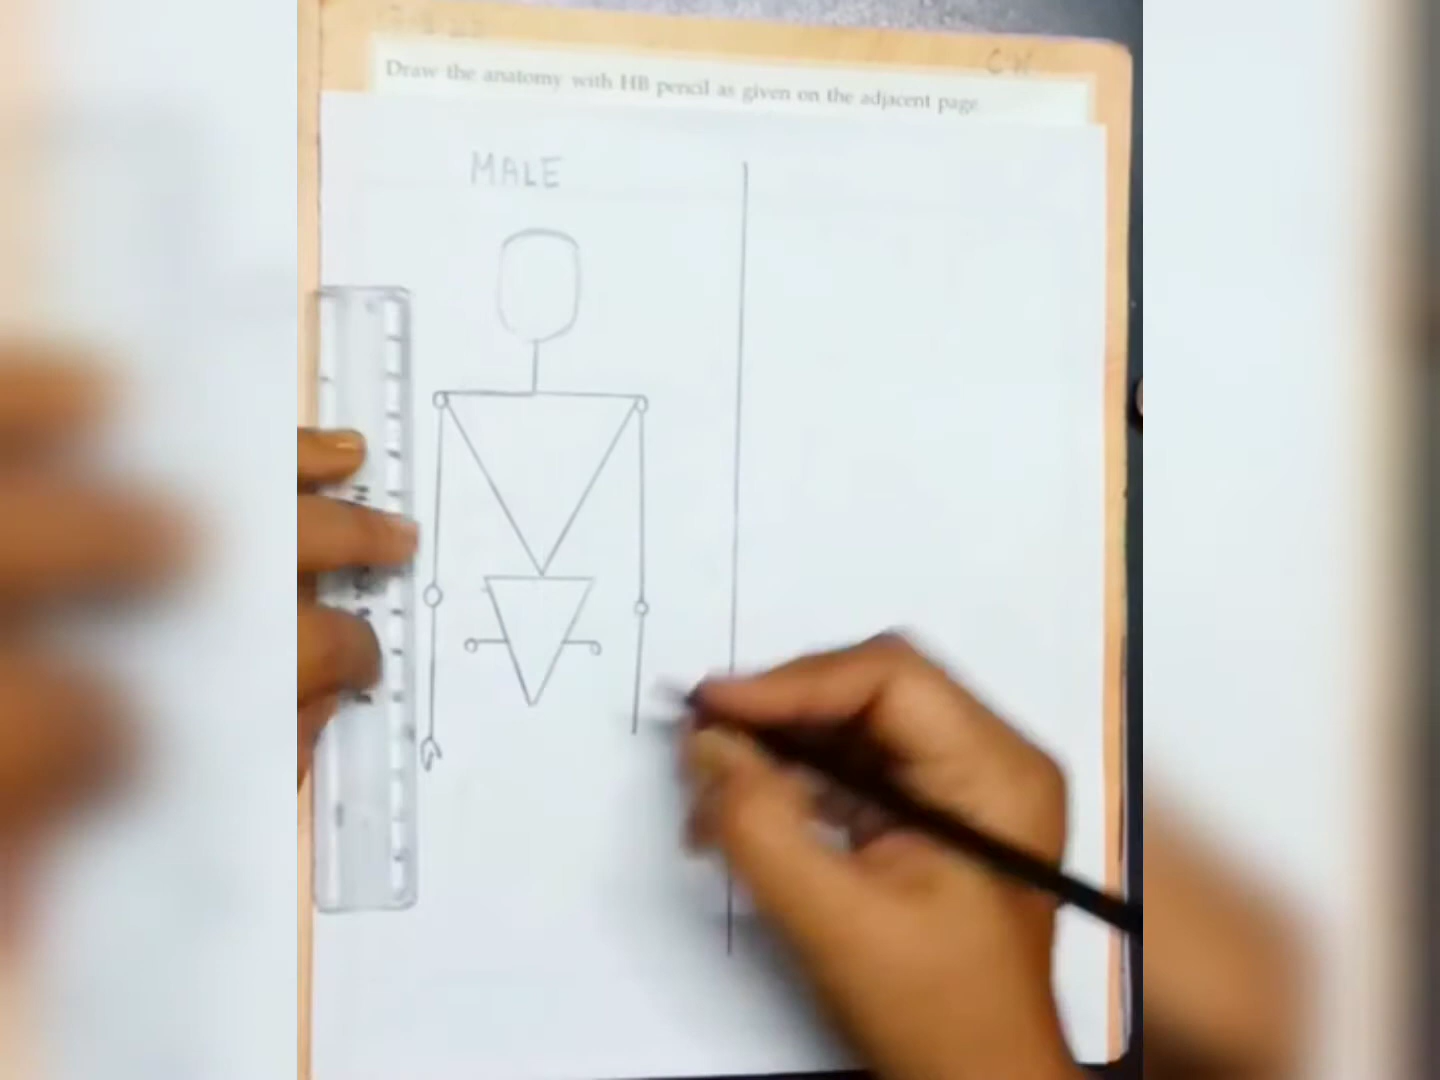 C.W.
Draw the anatomy with HB pencil as given on the adjacent page
MALE